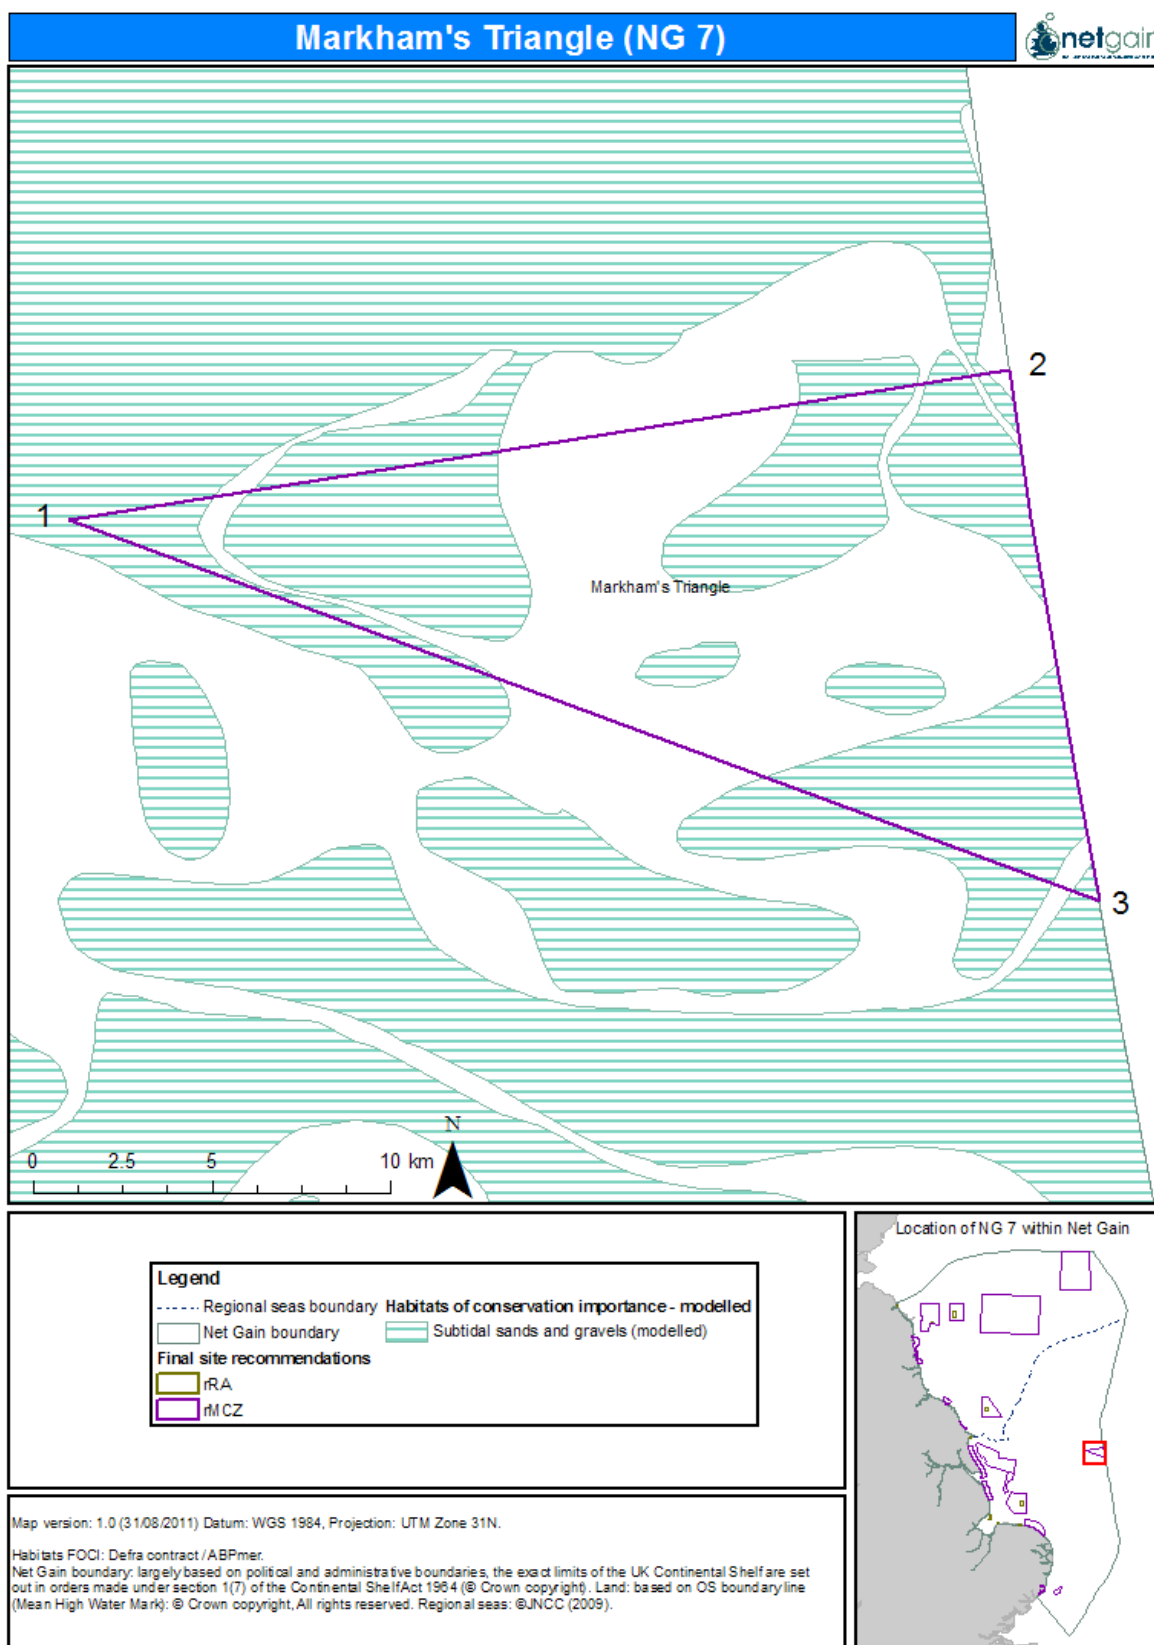 Markham's Triangle (NG 7)
netgain
2
1
Markham's Triangle
3
N
0 2.5 5 10 km
Legend
Regional seas boundary Habitats of conservation importance - modelled
Net Gain boundary Subtidal sands and gravels (modelled)
Final site recommendations
rRA
rMCZ
Location of NG 7 within Net Gain
Map version: 1.0 (31/08/2011) Datum: WGS 1984, Projection: UTM Zone 31N.
Habitats FOCI: Defra contract / ABPmer.
Net Gain boundary: largely based on political and administrative boundaries, the exact limits of the UK Continental Shelf are set
out in orders made under section 1(7) of the Continental Shelf Act 1964 (© Crown copyright). Land: based on OS boundary line
(Mean High Water Mark): © Crown copyright, All rights reserved. Regional seas: ©JNCC (2009).